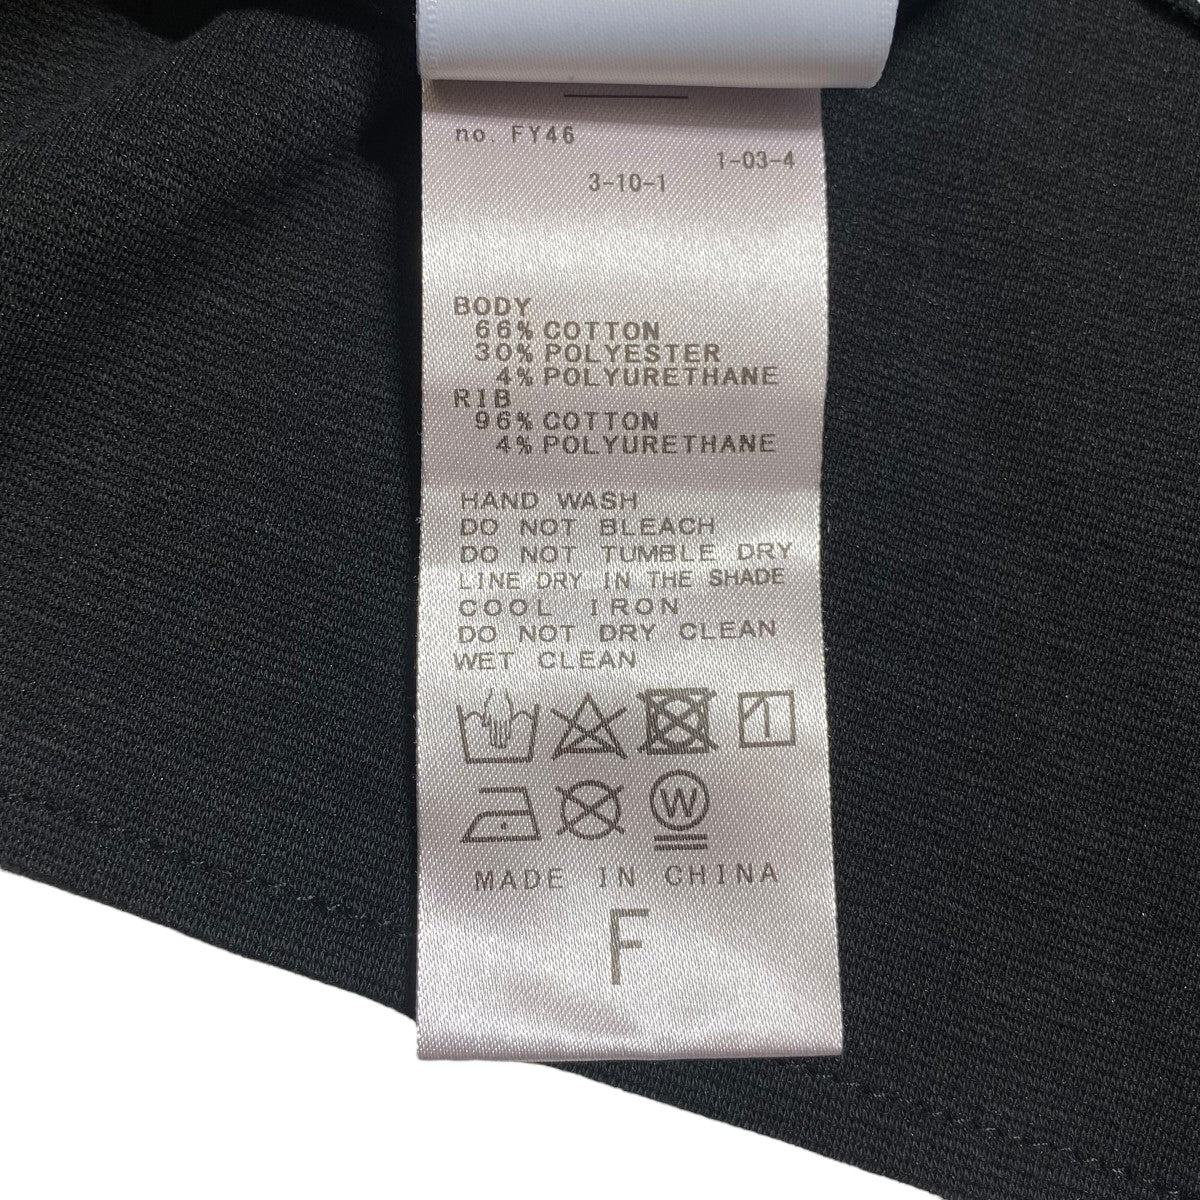 no. FY46
1-03-4
3-10-1
BODY
66% COTTON
30% POLYESTER
4% POLYURETHANE
RIB
96% COTTON
4% POLYURETHANE
HAND WASH
DO NOT BLEACH
DO NOT TUMBLE DRY
LINE DRY IN THE SHADE
COOL IRON
DO NOT DRY CLEAN
WET CLEAN
W
MADE IN CHINA
F